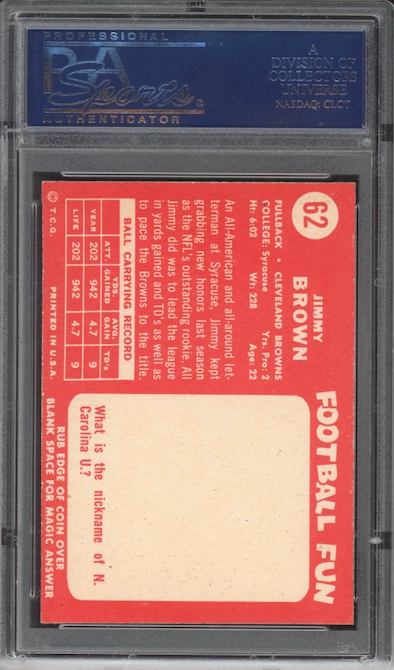 PROFESSIONAL
PSA
Sports
AUTHENTICATOR
A
DIVISION OF
COLLECTORS
UNIVERSE
NASDAQ: CLCT
62
JIMMY
BROWN
FULLBACK • CLEVELAND BROWNS
COLLEGE: Syracuse Yrs. Pro: 2
Ht: 6-02 Wt: 228 Age: 22
An All-American and all-around let-
terman at Syracuse, Jimmy kept
grabbing new honors last season
as the NFL's outstanding rookie. All
Jimmy did was to lead the league
in yards gained and TD's as well as
to pace the Browns to the title.
BALL CARRYING RECORD
YEAR ATT. YDS. GAINED AVG. GAIN TD's
YEAR 202 942 4.7 9
LIFE 202 942 4.7 9
© T.C.G. PRINTED IN U.S.A.
FOOTBALL FUN
What is the nickname of N.
Carolina U.?
RUB EDGE OF COIN OVER
BLANK SPACE FOR MAGIC ANSWER